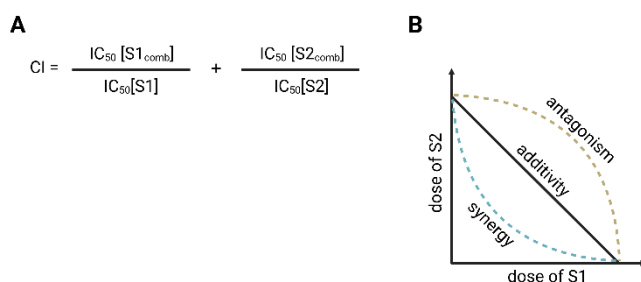 A
CI = IC50 [S1comb] / IC50[S1] + IC50 [S2comb] / IC50[S2]
B
dose of S2
antagonism
additivity
synergy
dose of S1